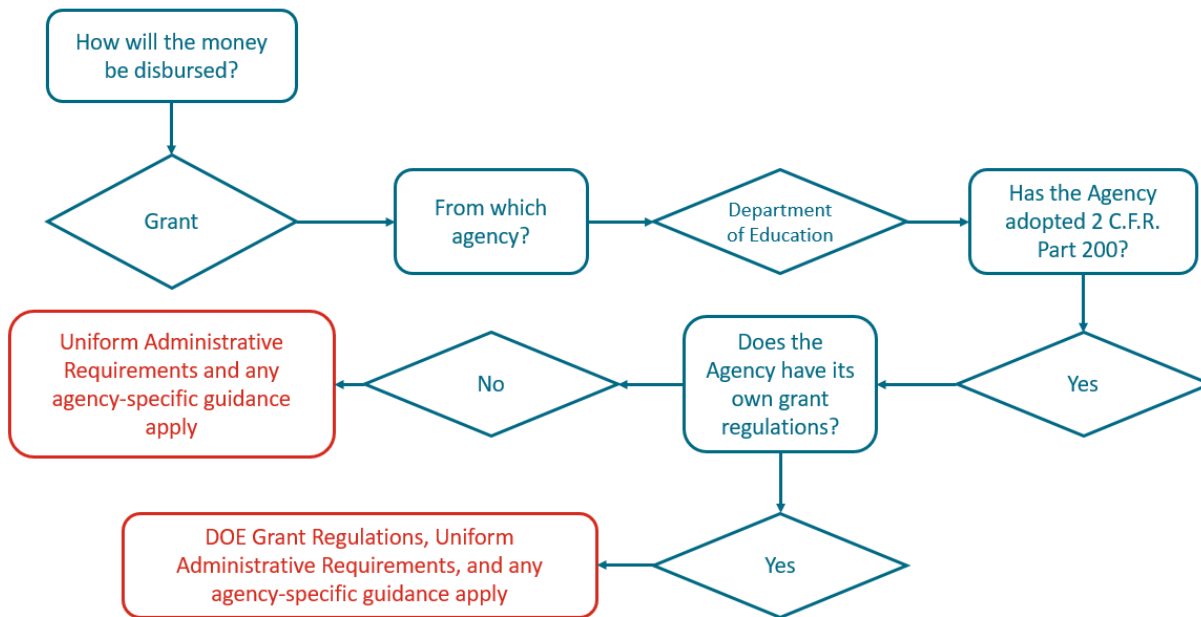 How will the money
be disbursed?
Grant
From which
agency?
Department
of Education
Has the Agency
adopted 2 C.F.R.
Part 200?
Yes
Does the
Agency have its
own grant
regulations?
No
Uniform Administrative
Requirements and any
agency-specific guidance
apply
Yes
DOE Grant Regulations, Uniform
Administrative Requirements, and any
agency-specific guidance apply